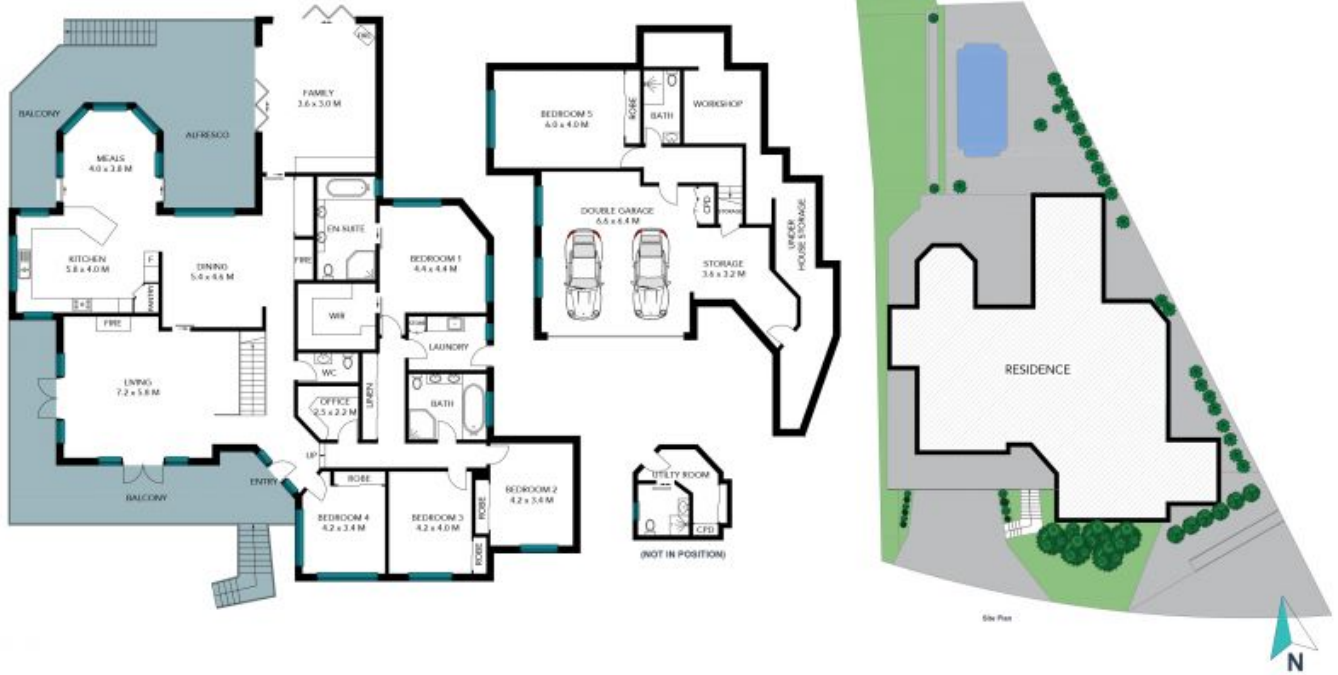 FIRE
FAMILY
3.6 x 3.0 M
BALCONY
ALFRESCO
MEALS
4.0 x 3.8 M
EN-SUITE
KITCHEN
5.8 x 4.0 M
F
PANTRY
DINING
5.4 x 4.6 M
FIRE
BEDROOM 1
4.4 x 4.4 M
WIR
FIRE
LAUNDRY
LIVING
7.2 x 5.8 M
WC
OFFICE
2.5 x 2.2 M
LINEN
BATH
UP
ENTRY
BALCONY
ROBE
BEDROOM 4
4.2 x 3.4 M
BEDROOM 3
4.2 x 4.0 M
ROBE
ROBE
BEDROOM 2
4.2 x 3.4 M
BEDROOM 5
6.0 x 4.0 M
ROBE
BATH
WORKSHOP
DOUBLE GARAGE
6.6 x 6.4 M
CPD
STORAGE
UNDER
HOUSE STORAGE
STORAGE
3.6 x 3.2 M
UTILTY ROOM
CPD
(NOT IN POSITION)
RESIDENCE
Site Plan
N